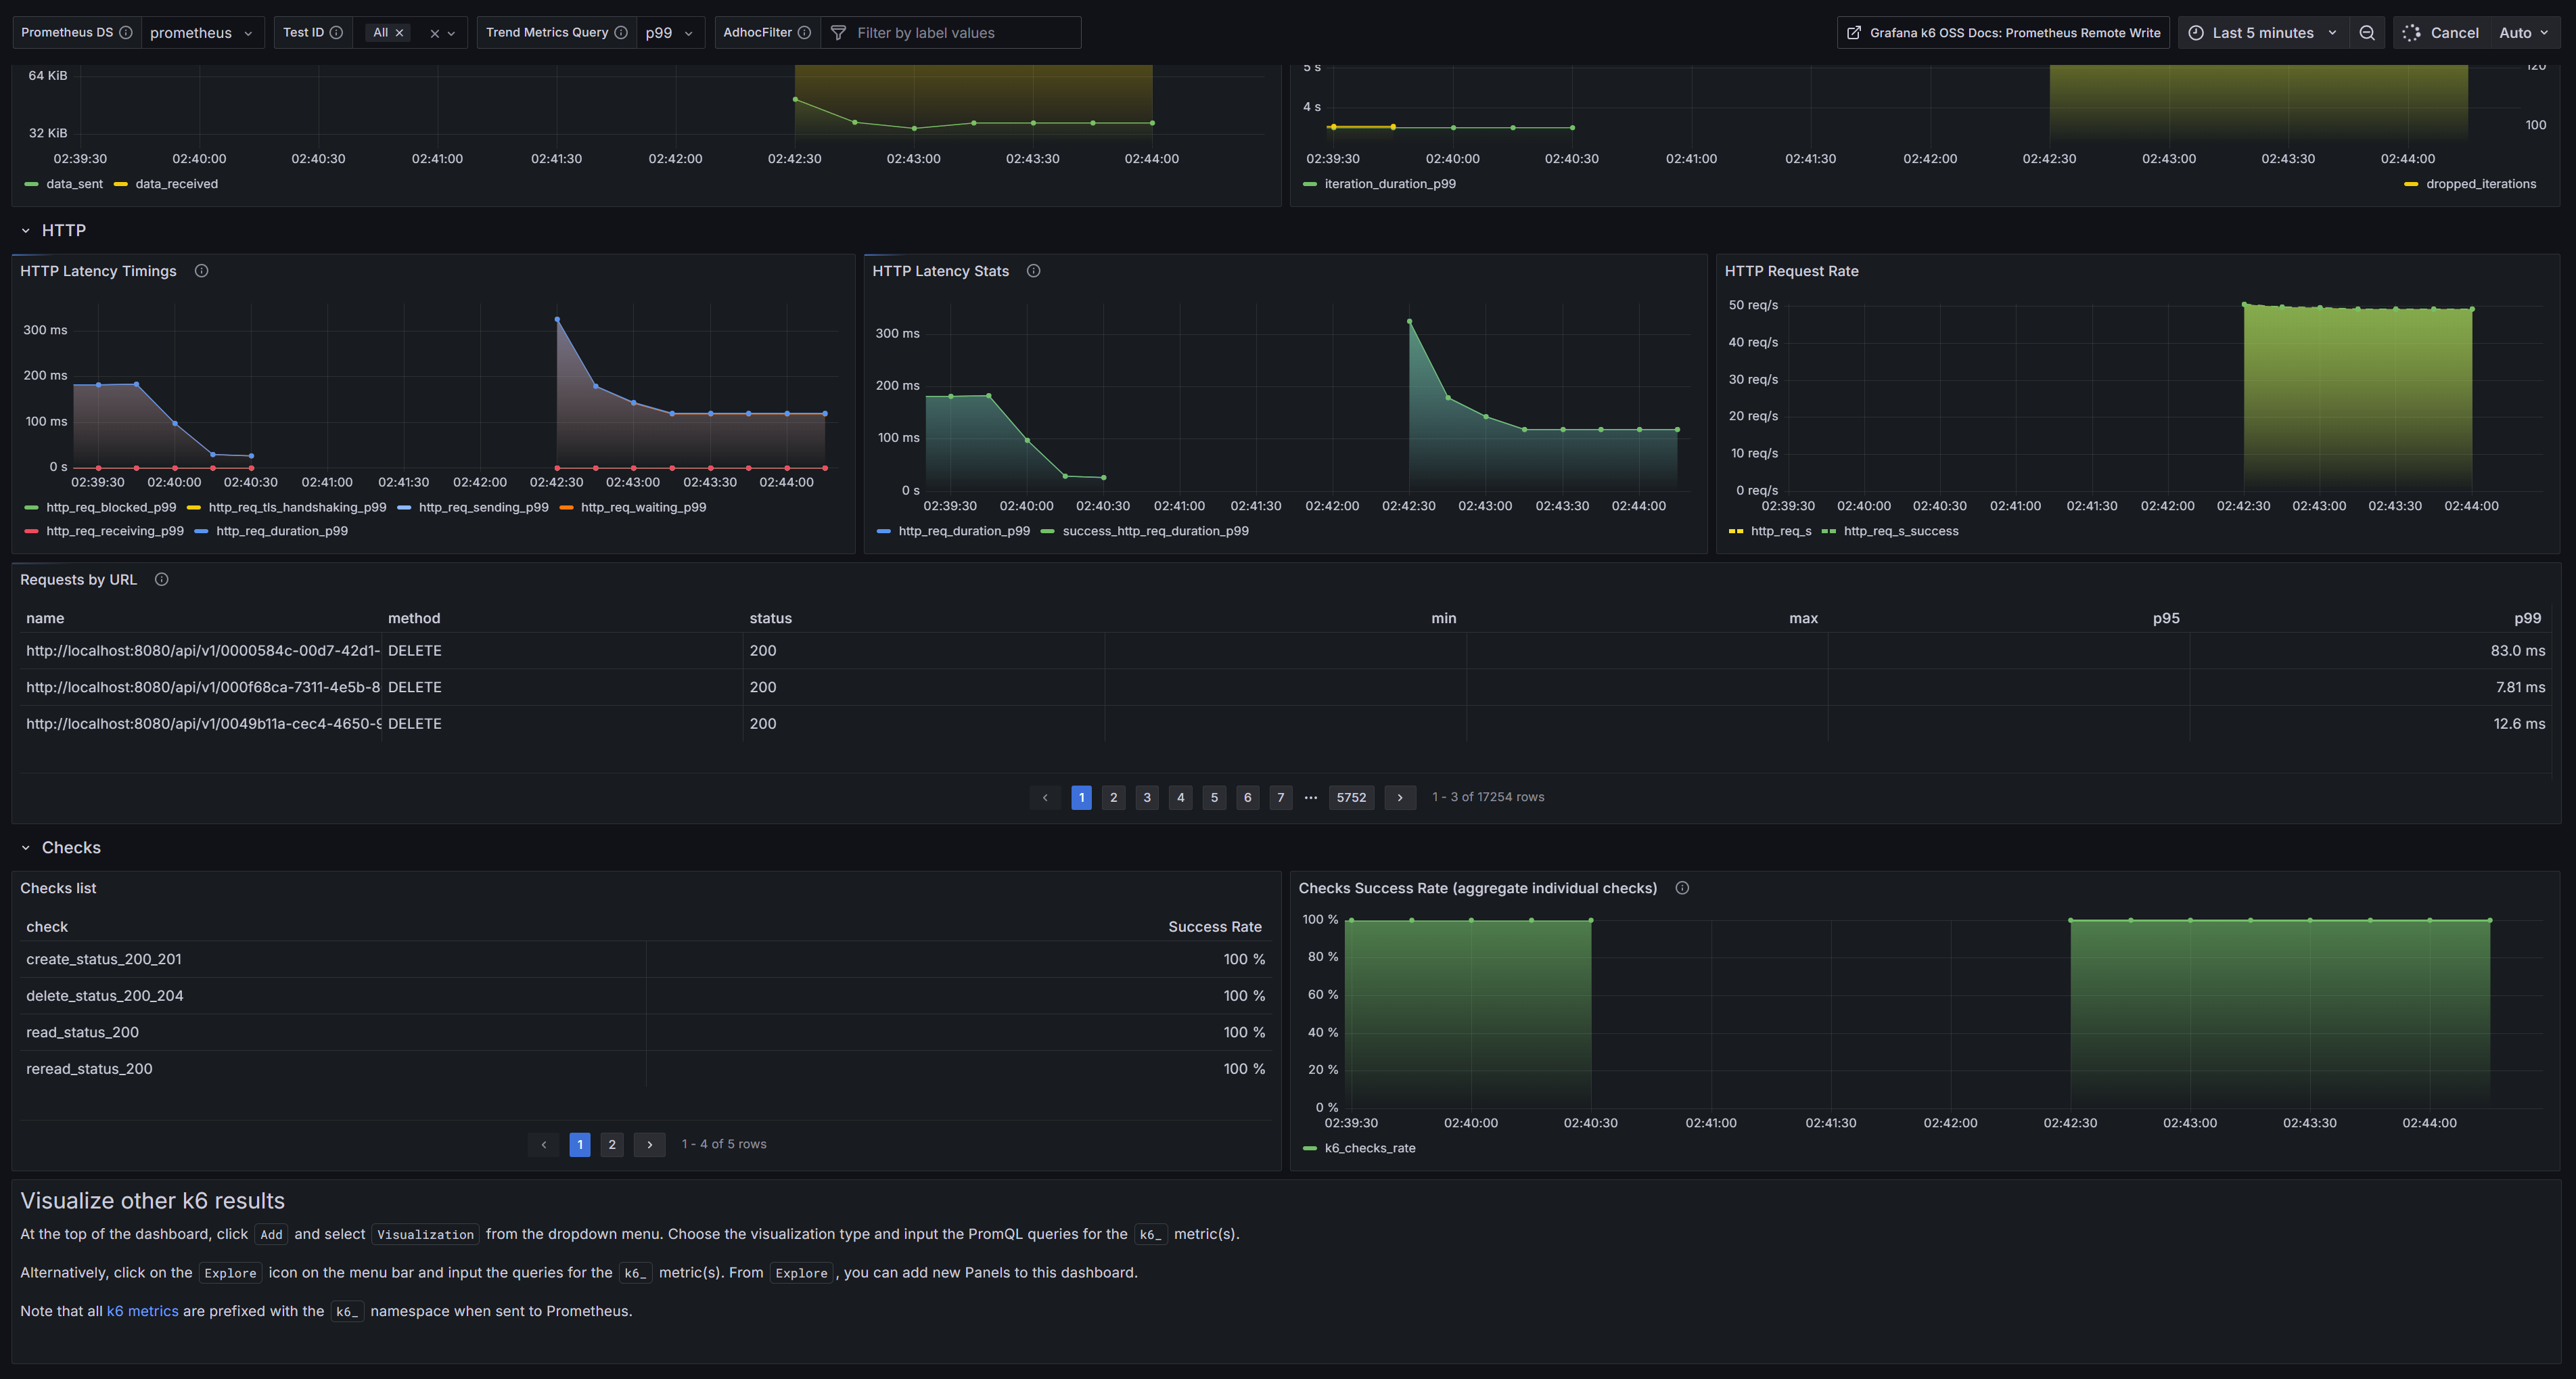 Prometheus DS prometheus Test ID All Trend Metrics Query p99 AdhocFilter Filter by label values Grafana k6 OSS Docs: Prometheus Remote Write Last 5 minutes Cancel Auto
64 KiB
32 KiB
02:39:30 02:40:00 02:40:30 02:41:00 02:41:30 02:42:00 02:42:30 02:43:00 02:43:30 02:44:00
data_sent data_received
5 s 120
4 s 100
02:39:30 02:40:00 02:40:30 02:41:00 02:41:30 02:42:00 02:42:30 02:43:00 02:43:30 02:44:00
iteration_duration_p99 dropped_iterations
HTTP
HTTP Latency Timings
300 ms
200 ms
100 ms
0 s
02:39:30 02:40:00 02:40:30 02:41:00 02:41:30 02:42:00 02:42:30 02:43:00 02:43:30 02:44:00
http_req_blocked_p99 http_req_tls_handshaking_p99 http_req_sending_p99 http_req_waiting_p99
http_req_receiving_p99 http_req_duration_p99
HTTP Latency Stats
300 ms
200 ms
100 ms
0 s
02:39:30 02:40:00 02:40:30 02:41:00 02:41:30 02:42:00 02:42:30 02:43:00 02:43:30 02:44:00
http_req_duration_p99 success_http_req_duration_p99
HTTP Request Rate
50 req/s
40 req/s
30 req/s
20 req/s
10 req/s
0 req/s
02:39:30 02:40:00 02:40:30 02:41:00 02:41:30 02:42:00 02:42:30 02:43:00 02:43:30 02:44:00
http_req_s http_req_s_success
Requests by URL
name method status min max p95 p99
http://localhost:8080/api/v1/0000584c-00d7-42d1- DELETE 200 83.0 ms
http://localhost:8080/api/v1/000f68ca-7311-4e5b-8 DELETE 200 7.81 ms
http://localhost:8080/api/v1/0049b11a-cec4-4650-9 DELETE 200 12.6 ms
1 2 3 4 5 6 7 ··· 5752 1 - 3 of 17254 rows
Checks
Checks list
check Success Rate
create_status_200_201 100 %
delete_status_200_204 100 %
read_status_200 100 %
reread_status_200 100 %
1 2 1 - 4 of 5 rows
Checks Success Rate (aggregate individual checks)
100 %
80 %
60 %
40 %
20 %
0 %
02:39:30 02:40:00 02:40:30 02:41:00 02:41:30 02:42:00 02:42:30 02:43:00 02:43:30 02:44:00
k6_checks_rate
Visualize other k6 results
At the top of the dashboard, click Add and select Visualization from the dropdown menu. Choose the visualization type and input the PromQL queries for the k6_ metric(s).
Alternatively, click on the Explore icon on the menu bar and input the queries for the k6_ metric(s). From Explore , you can add new Panels to this dashboard.
Note that all k6 metrics are prefixed with the k6_ namespace when sent to Prometheus.